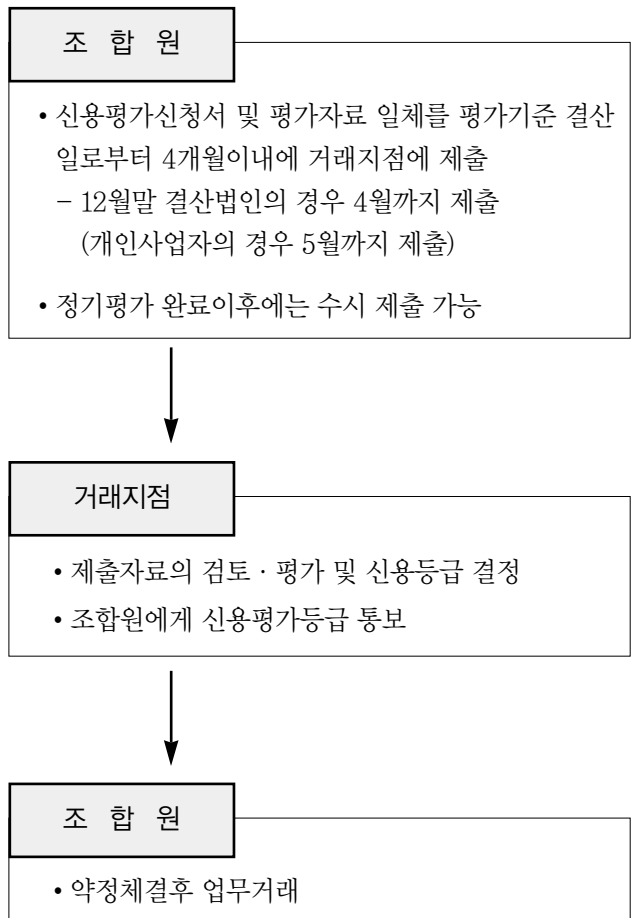 조 합 원
• 신용평가신청서 및 평가자료 일체를 평가기준 결산
일로부터 4개월이내에 거래지점에 제출
- 12월말 결산법인의 경우 4월까지 제출
(개인사업자의 경우 5월까지 제출)
• 정기평가 완료이후에는 수시 제출 가능
거래지점
• 제출자료의 검토 · 평가 및 신용등급 결정
• 조합원에게 신용평가등급 통보
조 합 원
• 약정체결후 업무거래